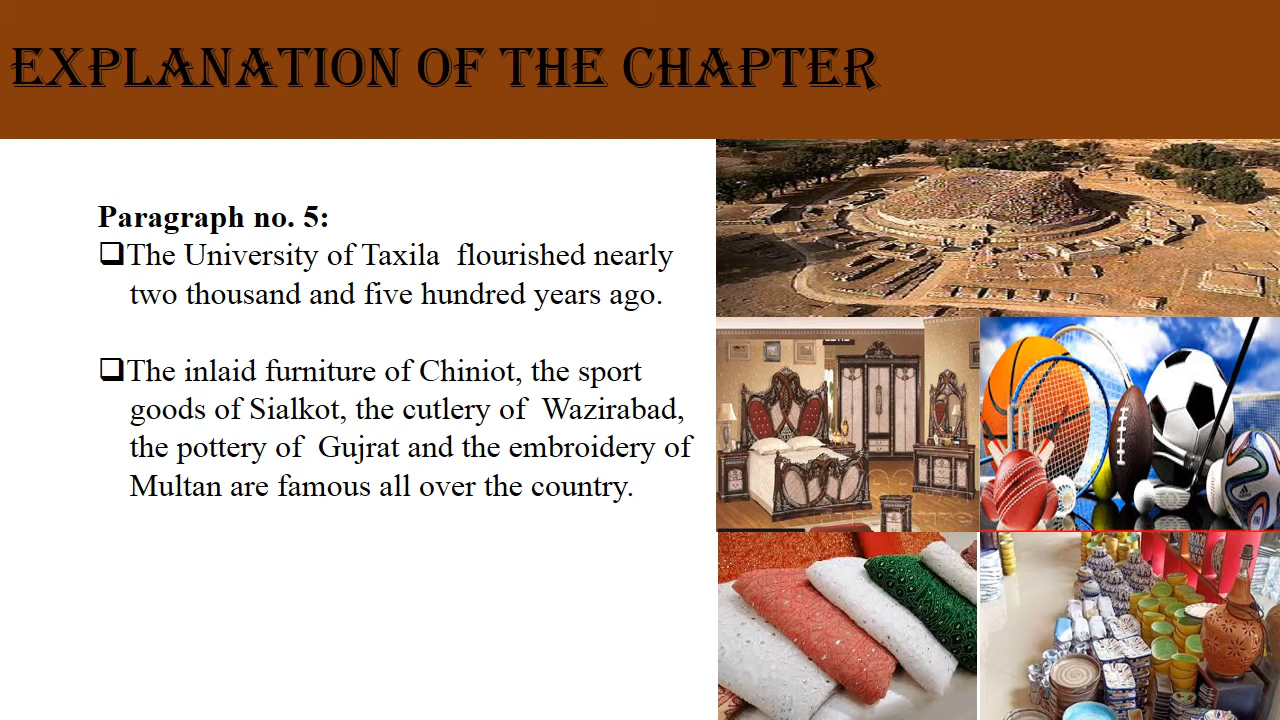 EXPLANATION OF THE CHAPTER
Paragraph no. 5:
❑The University of Taxila flourished nearly
two thousand and five hundred years ago.
❑The inlaid furniture of Chiniot, the sport
goods of Sialkot, the cutlery of Wazirabad,
the pottery of Gujrat and the embroidery of
Multan are famous all over the country.